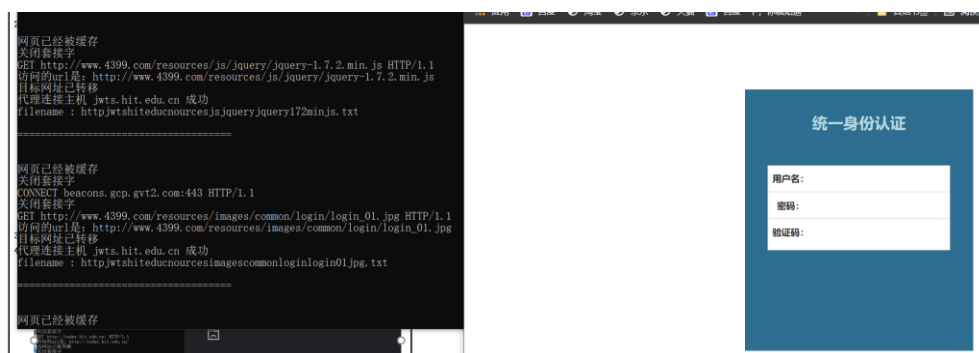 网页已经被缓存
关闭套接字
GET http://www.4399.com/resources/js/jquery/jquery-1.7.2.min.js HTTP/1.1
访问的url是: http://www.4399.com/resources/js/jquery/jquery-1.7.2.min.js
目标网址已转移
代理连接主机 jwts.hit.edu.cn 成功
filename : httpjwtshiteducnourcesjsjqueryjquery172minjs.txt
=====================================
网页已经被缓存
关闭套接字
CONNECT beacons.gcp.gvt2.com:443 HTTP/1.1
关闭套接字
GET http://www.4399.com/resources/images/common/login/login_01.jpg HTTP/1.1
访问的url是: http://www.4399.com/resources/images/common/login/login_01.jpg
目标网址已转移
代理连接主机 jwts.hit.edu.cn 成功
filename : httpjwtshiteducnourcesimagescommonloginlogin01jpg.txt
=====================================
网页已经被缓存
统一身份认证
用户名：
密码：
验证码：